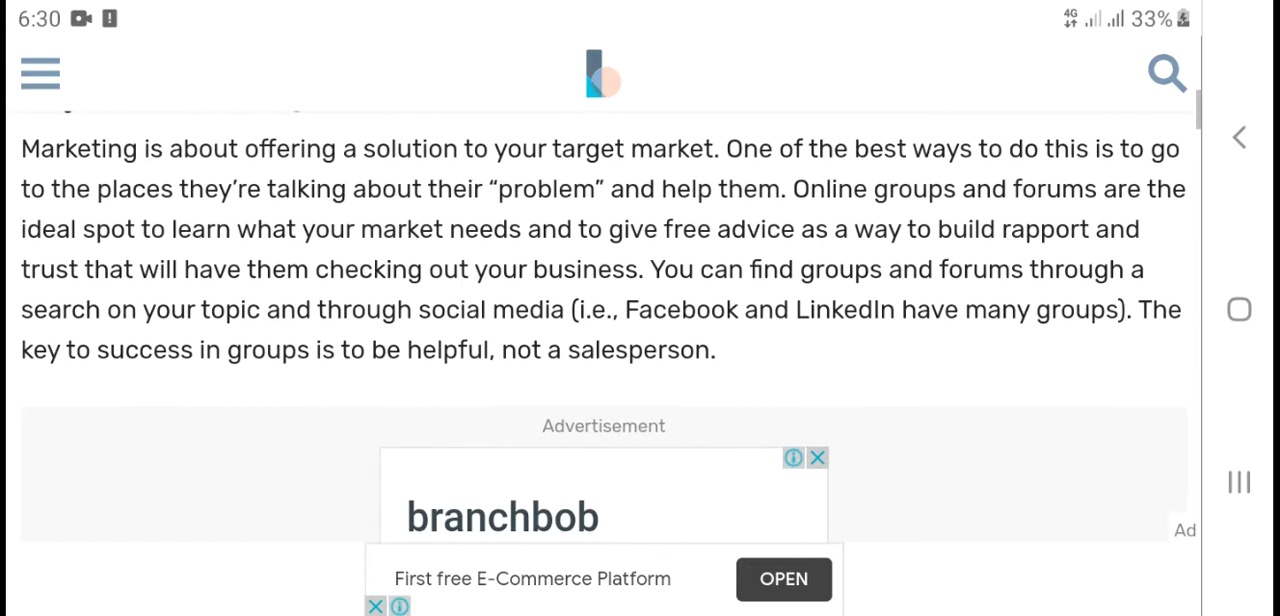 6:30
4G 33%
Marketing is about offering a solution to your target market. One of the best ways to do this is to go
to the places they’re talking about their “problem” and help them. Online groups and forums are the
ideal spot to learn what your market needs and to give free advice as a way to build rapport and
trust that will have them checking out your business. You can find groups and forums through a
search on your topic and through social media (i.e., Facebook and LinkedIn have many groups). The
key to success in groups is to be helpful, not a salesperson.
Advertisement
branchbob
Ad
First free E-Commerce Platform
OPEN